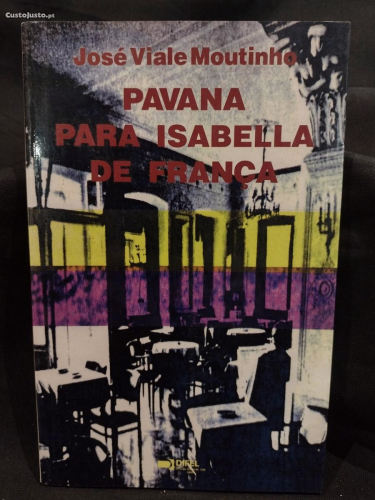 CustoJusto.pt
José Viale Moutinho
PAVANA
PARA ISABELLA
DE FRANÇA
DIFEL